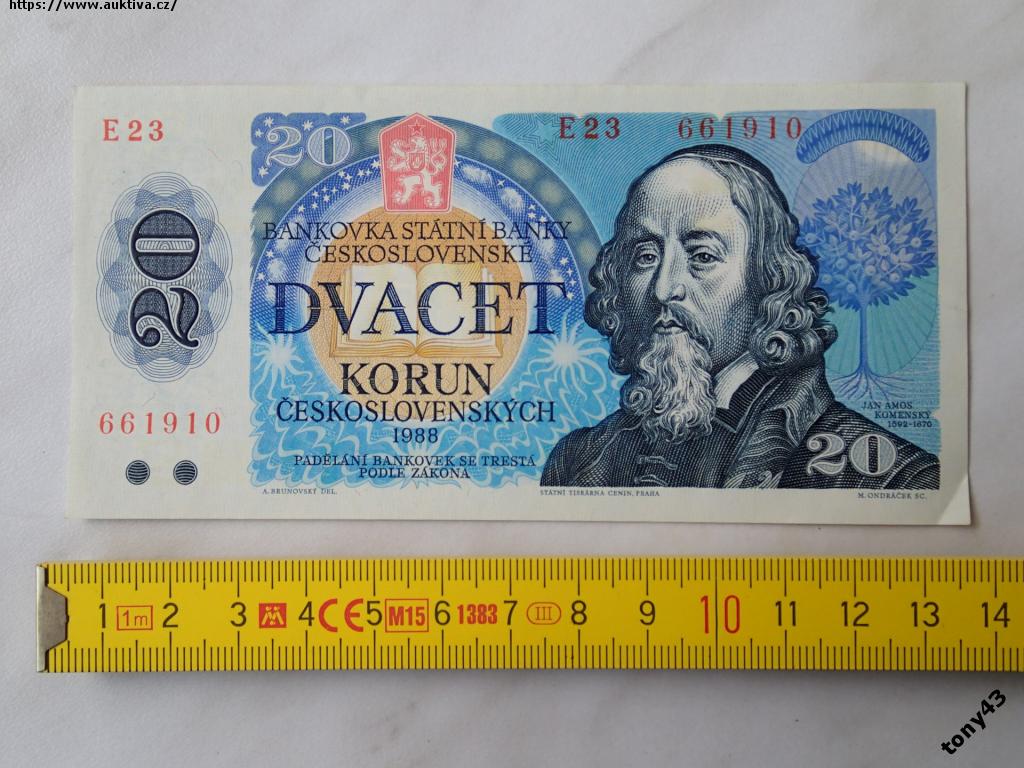 https://www.auktiva.cz/
E 23
20
E 23 661910
BANKOVKA STÁTNÍ BANKY
ČESKOSLOVENSKÉ
DVACET
KORUN
ČESKOSLOVENSKÝCH
1988
PADĚLÁNÍ BANKOVEK SE TRESTÁ
PODLE ZÁKONA
20
661910
JAN AMOS
KOMENSKÝ
1592-1670
20
A. BRUNOVSKÝ DEL.
STÁTNÍ TISKÁRNA CENIN, PRAHA
M. ONDRÁČEK SC.
1 1m 2 3 M 4 CE 5 M15 6 1383 7 III 8 9 10 11 12 13 14
tony43